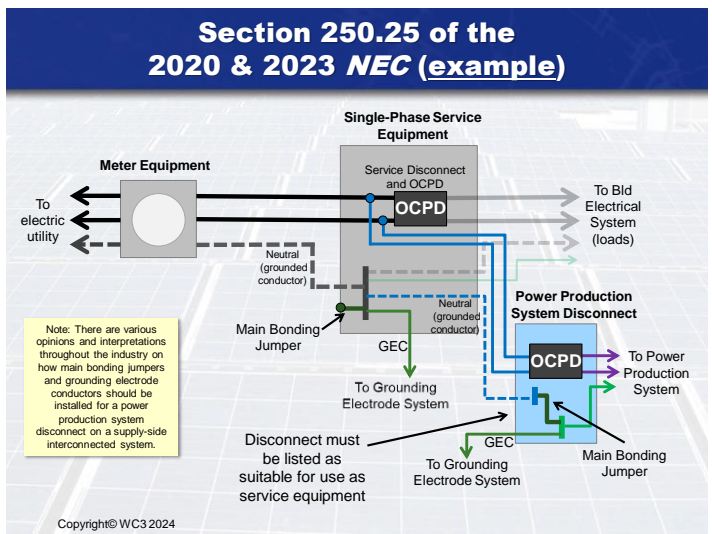 Section 250.25 of the
2020 & 2023 NEC (example)
Single-Phase Service
Equipment
Meter Equipment
Service Disconnect
and OCPD
OCPD
To
electric
utility
To Bld
Electrical
System
(loads)
Neutral
(grounded
conductor)
Neutral
(grounded
conductor)
Power Production
System Disconnect
Main Bonding
Jumper
GEC
OCPD
To Power
Production
System
To Grounding
Electrode System
Note: There are various
opinions and interpretations
throughout the industry on
how main bonding jumpers
and grounding electrode
conductors should be
installed for a power
production system
disconnect on a supply-side
interconnected system.
Disconnect must
be listed as
suitable for use as
service equipment
GEC
To Grounding
Electrode System
Main Bonding
Jumper
Copyright© WC3 2024